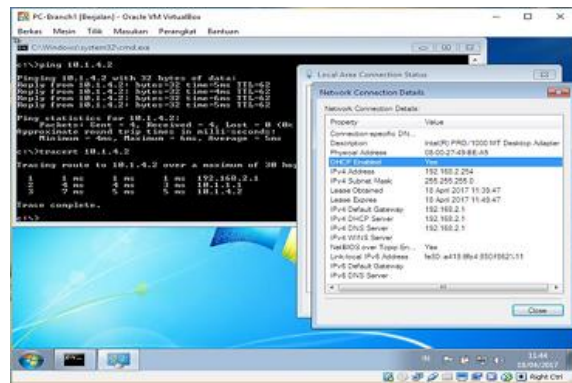 PC-Branch1 [Berjalan] - Oracle VM VirtualBox
Berkas Mesin Tilik Masukan Perangkat Bantuan
C:\Windows\system32\cmd.exe
c:\>ping 10.1.4.2
Pinging 10.1.4.2 with 32 bytes of data:
Reply from 10.1.4.2: bytes=32 time=5ms TTL=62
Reply from 10.1.4.2: bytes=32 time=4ms TTL=62
Reply from 10.1.4.2: bytes=32 time=6ms TTL=62
Reply from 10.1.4.2: bytes=32 time=5ms TTL=62
Ping statistics for 10.1.4.2:
Packets: Sent = 4, Received = 4, Lost = 0 (0%
Approximate round trip times in milli-seconds:
Minimum = 4ms, Maximum = 6ms, Average = 5ms
c:\>tracert 10.1.4.2
Tracing route to 10.1.4.2 over a maximum of 30 hop
1 1 ms 1 ms 1 ms 192.168.2.1
2 4 ms 4 ms 3 ms 10.1.1.1
3 7 ms 5 ms 5 ms 10.1.4.2
Trace complete.
c:\>
Local Area Connection Status
Network Connection Details
Network Connection Details:
Property Value
Connection-specific DN...
Description Intel(R) PRO/1000 MT Desktop Adapter
Physical Address 08-00-27-49-BE-A5
DHCP Enabled Yes
IPv4 Address 192.168.2.254
IPv4 Subnet Mask 255.255.255.0
Lease Obtained 18 April 2017 11:39:47
Lease Expires 18 April 2017 11:49:47
IPv4 Default Gateway 192.168.2.1
IPv4 DHCP Server 192.168.2.1
IPv4 DNS Server 192.168.2.1
IPv4 WINS Server
NetBIOS over Tcpip En... Yes
Link-local IPv6 Address
IPv6 Default Gateway
IPv6 DNS Server
Close
IN
11:44
18/04/2017
Right Ctrl